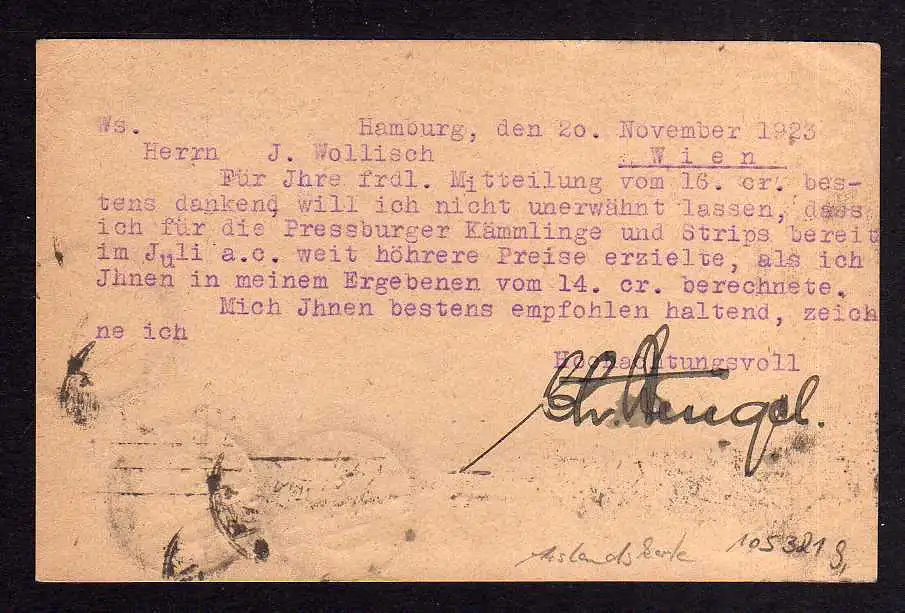 Ws. Hamburg, den 20. November 1923
Herrn J. Wollisch Wien
Für Jhre frdl. Mitteilung vom 16. cr. bes-
tens dankend will ich nicht unerwähnt lassen, dass
ich für die Pressburger Kämmlinge und Strips bereit
im Juli a.c. weit höhrere Preise erzielte, als ich
Jhnen in meinem Ergebenen vom 14. cr. berechnete.
Mich Jhnen bestens empfohlen haltend, zeich
ne ich
Hochachtungsvoll
Auslandskarte 105321